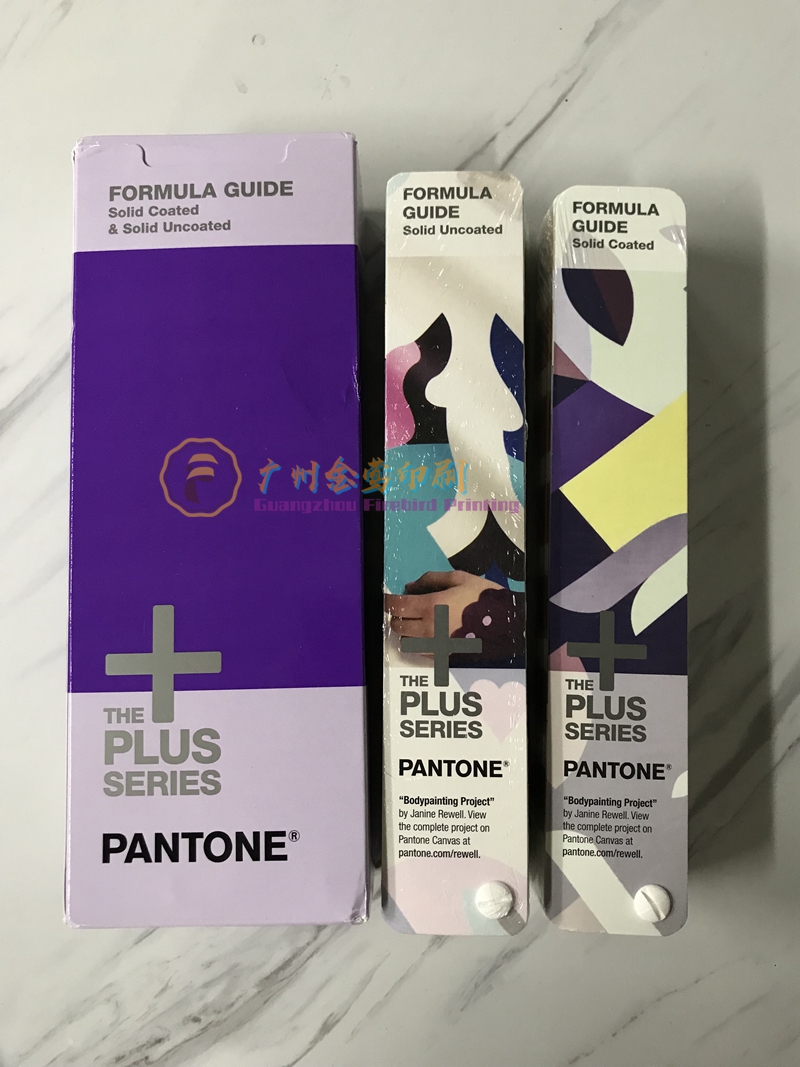 FORMULA GUIDE
Solid Coated
& Solid Uncoated
THE
PLUS
SERIES
PANTONE®
FORMULA
GUIDE
Solid Uncoated
THE
PLUS
SERIES
PANTONE®
“Bodypainting Project”
by Janine Rewell. View
the complete project on
Pantone Canvas at
pantone.com/rewell.
FORMULA
GUIDE
Solid Coated
THE
PLUS
SERIES
PANTONE®
“Bodypainting Project”
by Janine Rewell. View
the complete project on
Pantone Canvas at
pantone.com/rewell.
广州金莺印刷
Guangzhou Firebird Printing